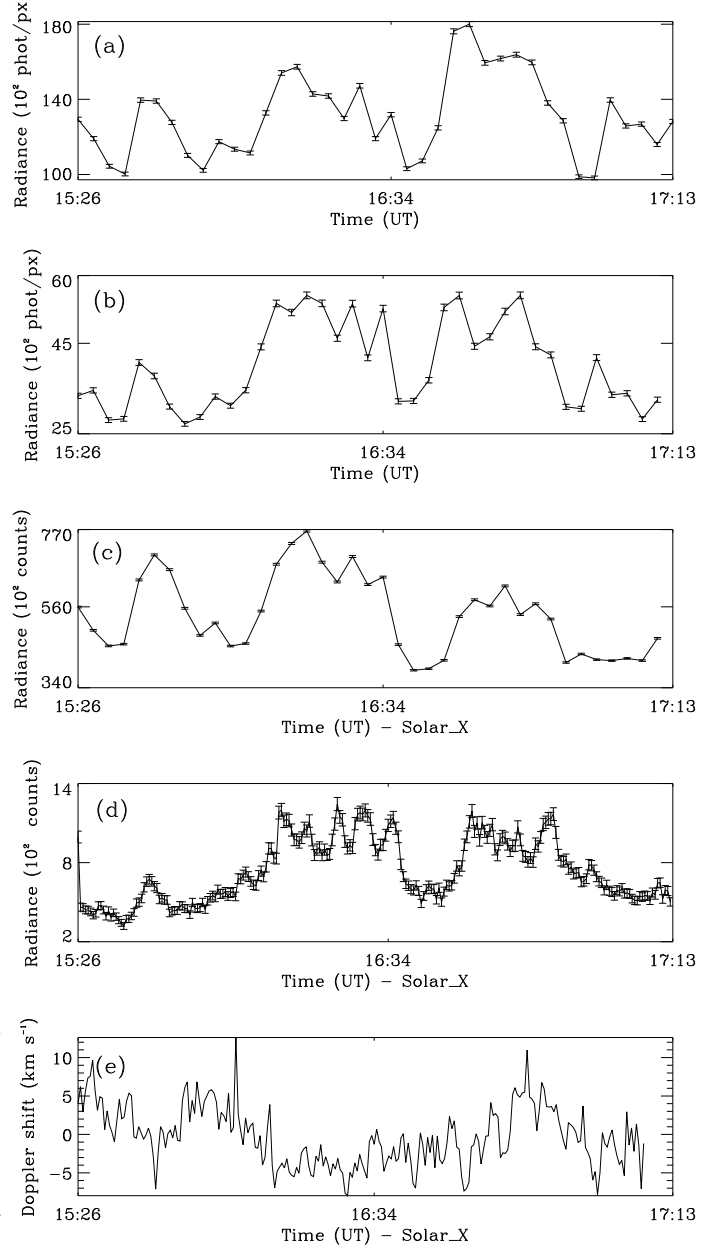 Radiance (10² phot/px
(a)
180
140
100
15:26 16:34 17:13
Time (UT)
Radiance (10² phot/px)
(b)
60
45
25
15:26 16:34 17:13
Time (UT)
Radiance (10² counts)
(c)
770
560
340
15:26 16:34 17:13
Time (UT) – Solar_X
Radiance (10² counts)
(d)
14
8
2
15:26 16:34 17:13
Time (UT) – Solar_X
Doppler shift (km s⁻¹)
(e)
10
5
0
−5
15:26 16:34 17:13
Time (UT) – Solar_X